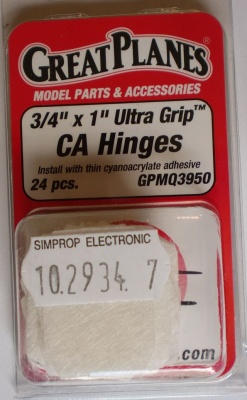 GREAT PLANES
MODEL PARTS & ACCESSORIES
3/4" x 1" Ultra Grip™
CA Hinges
Install with thin cyanoacrylate adhesive
24 pcs. GPMQ3950
SIMPROP ELECTRONIC
10.2934. 7
s.com